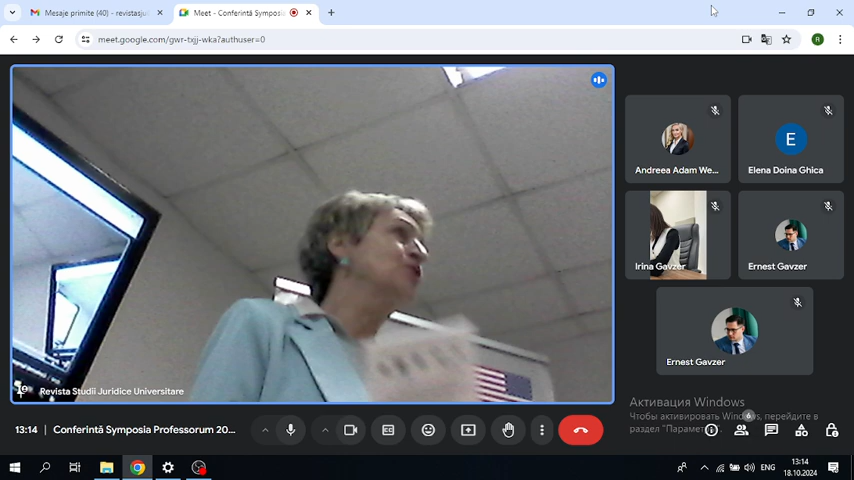 Mesaje primite (40) - revistasju
Meet - Conferintă Symposi
meet.google.com/gwr-txjj-wka?authuser=0
R
Andreea Adam We...
E
Elena Doina Ghica
Irina Gavzer
Ernest Gavzer
Ernest Gavzer
Revista Studii Juridice Universitare
Активация Windows
Чтобы активировать Windows, перейдите в
раздел "Парамет
6
13:14 | Conferintă Symposia Professorum 20...
ENG
13:14
18.10.2024